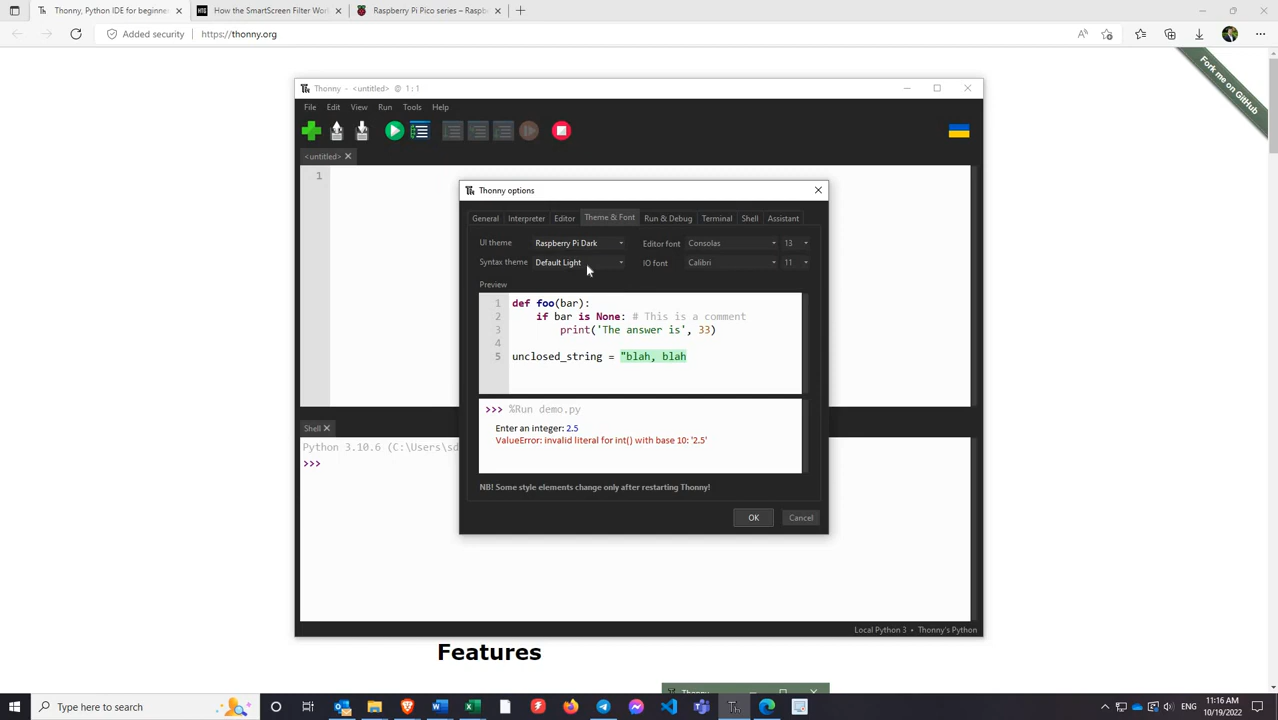 Thonny, Python IDE for beginner
How the SmartScreen Filter Work
Raspberry Pi Pico series – Raspb
Added security
https://thonny.org
Fork me on GitHub
Thonny - <untitled> @ 1:1
File Edit View Run Tools Help
<untitled>
1
Thonny options
General Interpreter Editor Theme & Font Run & Debug Terminal Shell Assistant
UI theme Raspberry Pi Dark Editor font Consolas 13
Syntax theme Default Light IO font Calibri 11
Preview
1 def foo(bar):
2 if bar is None: # This is a comment
3 print('The answer is', 33)
4
5 unclosed_string = "blah, blah
>>> %Run demo.py
Enter an integer: 2.5
ValueError: invalid literal for int() with base 10: '2.5'
NB! Some style elements change only after restarting Thonny!
OK Cancel
Shell
Python 3.10.6 (C:\Users\sd
>>>
Local Python 3 • Thonny's Python
Features
Thonny
Type here to search
ENG
11:16 AM
10/19/2022